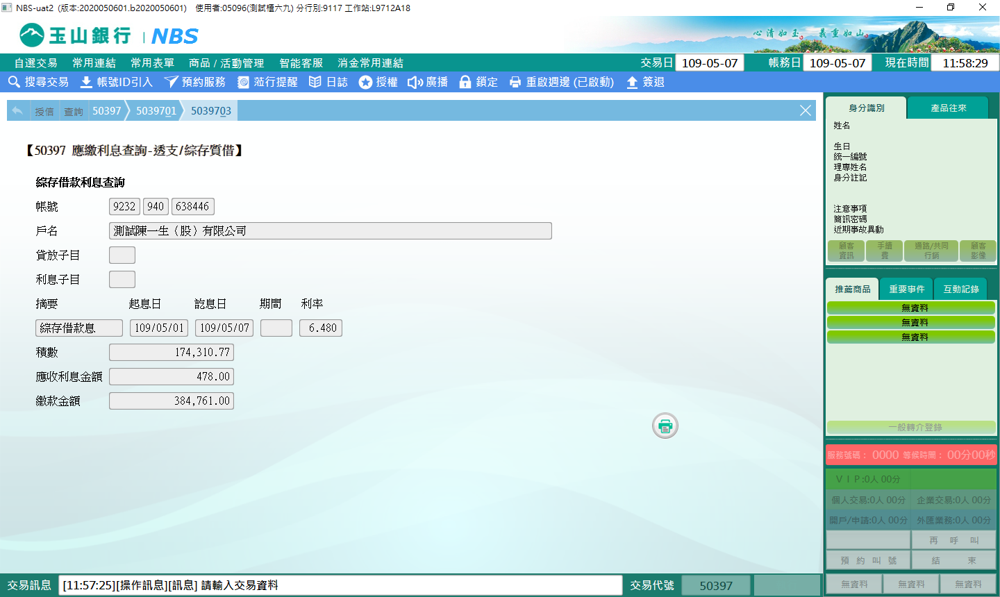 NBS-uat2 (版本:2020050601.b2020050601) 使用者:05096(測試櫃六九) 分行別:9117 工作站:L9712A18
玉山銀行 | NBS
心清如玉。義重如山。
自選交易 常用連結 常用表單 商品 / 活動管理 智能客服 消金常用連結 交易日 109-05-07 帳務日 109-05-07 現在時間 11:58:29
搜尋交易 帳號ID引入 預約服務 蒞行提醒 日誌 授權 廣播 鎖定 重啟週邊 (已啟動) 簽退
授信 查詢 50397 5039701 5039703
【50397 應繳利息查詢-透支/綜存質借】
綜存借款利息查詢
帳號 9232 940 638446
戶名 測試陳一生（股）有限公司
貸放子目
利息子目
摘要 起息日 訖息日 期間 利率
綜存借款息 109/05/01 109/05/07 6.480
積數 174,310.77
應收利息金額 478.00
繳款金額 384,761.00
身分識別 產品往來
姓名
生日
統一編號
理專姓名
身分註記
注意事項
簡訊密碼
近期事故異動
顧客資訊 手續費 通路/共同行銷 顧客影像
推薦商品 重要事件 互動記錄
無資料
無資料
無資料
一般轉介登錄
服務號碼： 0000 等候時間： 00分00秒
ＶＩＰ:0人 00分
個人交易:0人 00分 企業交易:0人 00分
開戶/申請:0人 00分 外匯業務:0人 00分
再 呼 叫
預 約 叫 號 結 束
無資料 無資料 無資料
交易訊息 [11:57:25][操作訊息][訊息] 請輸入交易資料 交易代號 50397